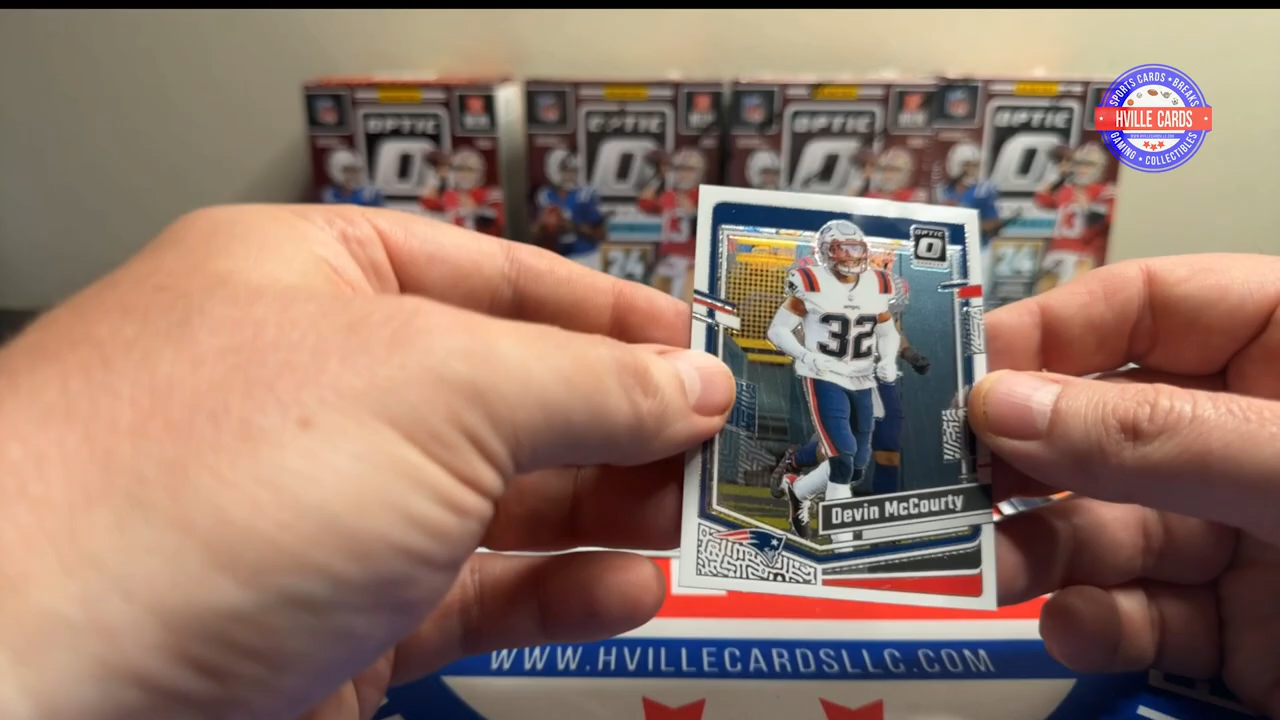 SPORTS CARDS • BREAKS
HVILLE CARDS
GAMING • COLLECTIBLES
OPTIC
OPTIC
OPTIC
OPTIC
OPTIC
32
Devin McCourty
WWW.HVILLECARDSLLC.COM